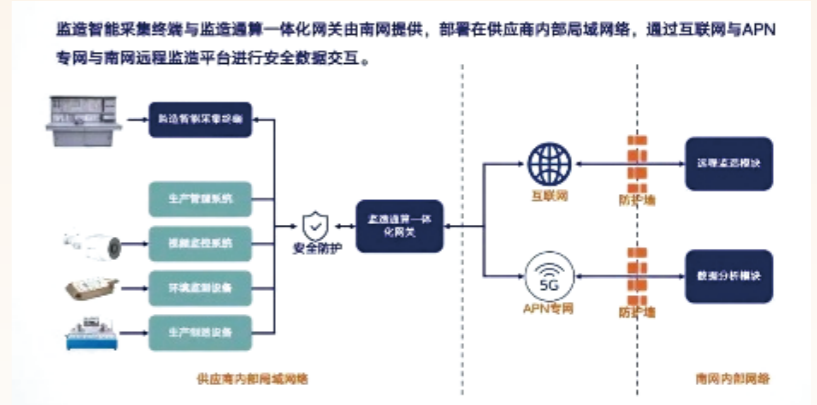 监造智能采集终端与监造通算一体化网关由南网提供，部署在供应商内部局域网络，通过互联网与APN
专网与南网远程监造平台进行安全数据交互。
监造智能采集终端
生产管理系统
视频监控系统
环境监测设备
生产制造设备
安全防护
监造通算一体
化网关
互联网
5G
APN专网
防护墙
防护墙
远程监造模块
数据分析模块
供应商内部局域网络
南网内部网络